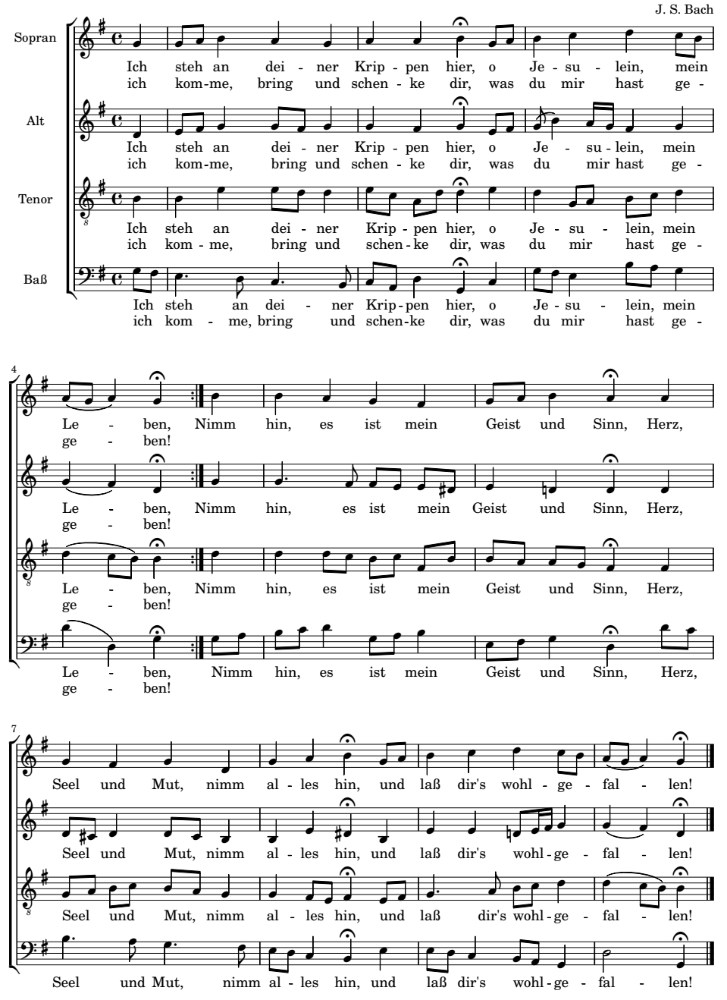 J. S. Bach
Sopran
Ich steh an dei - ner Krip - pen hier, o Je - su - lein, mein
ich kom - me, bring und schen - ke dir, was du mir hast ge -
Alt
Ich steh an dei - ner Krip - pen hier, o Je - su - lein, mein
ich kom - me, bring und schen - ke dir, was du mir hast ge -
Tenor
8
Ich steh an dei - ner Krip - pen hier, o Je - su - lein, mein
ich kom - me, bring und schen - ke dir, was du mir hast ge -
Baß
Ich steh an dei - ner Krip - pen hier, o Je - su - lein, mein
ich kom - me, bring und schen - ke dir, was du mir hast ge -
4
Le - ben, Nimm hin, es ist mein Geist und Sinn, Herz,
ge - ben!
Le - ben, Nimm hin, es ist mein Geist und Sinn, Herz,
ge - ben!
8
Le - ben, Nimm hin, es ist mein Geist und Sinn, Herz,
ge - ben!
Le - ben, Nimm hin, es ist mein Geist und Sinn, Herz,
ge - ben!
7
Seel und Mut, nimm al - les hin, und laß dir's wohl - ge - fal - len!
Seel und Mut, nimm al - les hin, und laß dir's wohl - ge - fal - len!
8
Seel und Mut, nimm al - les hin, und laß dir's wohl - ge - fal - len!
Seel und Mut, nimm al - les hin, und laß dir's wohl - ge - fal - len!